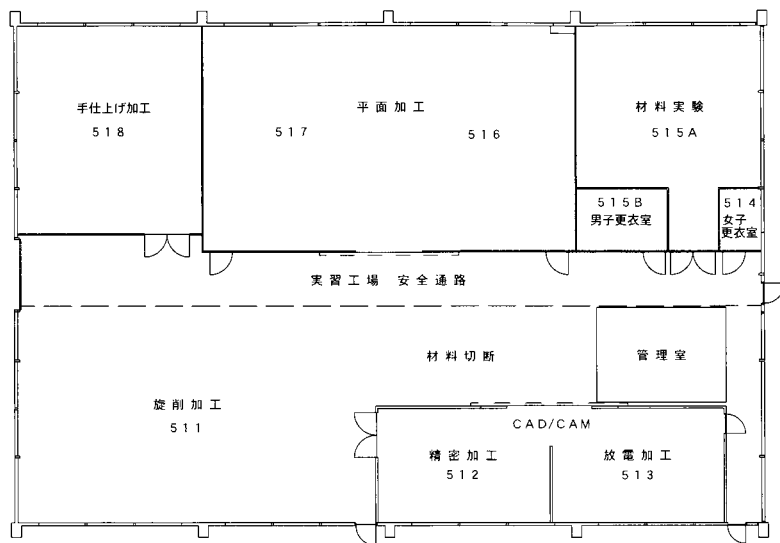 手仕上げ加工
518
平面加工
517
516
材料実験
515A
515B
男子更衣室
514
女子
更衣室
実習工場 安全通路
材料切断
管理室
旋削加工
511
CAD/CAM
精密加工
512
放電加工
513